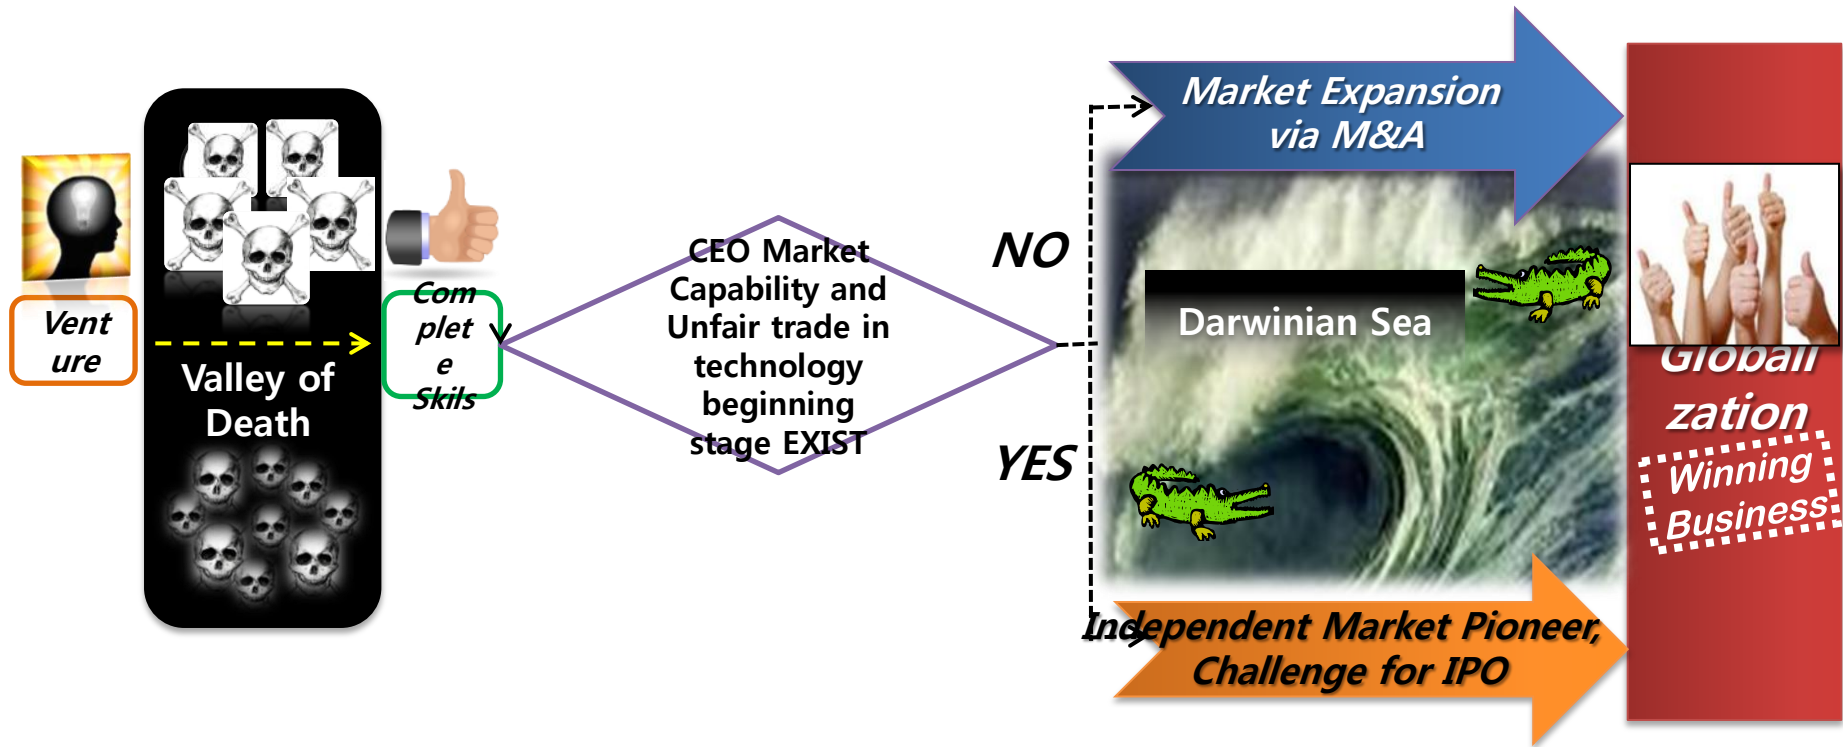 Vent
ure
Valley of
Death
Com
plet
e
Skils
CEO Market
Capability and
Unfair trade in
technology
beginning
stage EXIST
NO
YES
Market Expansion
via M&A
Darwinian Sea
Independent Market Pioneer,
Challenge for IPO
Globali
zation
Winning
Business